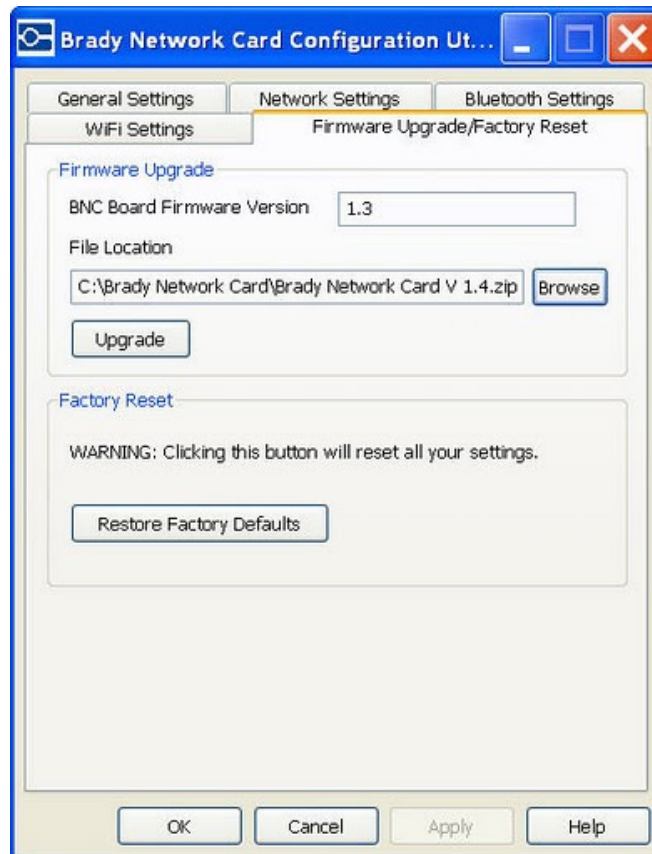 Brady Network Card Configuration Ut...
General Settings
Network Settings
Bluetooth Settings
WiFi Settings
Firmware Upgrade/Factory Reset
Firmware Upgrade
BNC Board Firmware Version 1.3
File Location
C:\Brady Network Card\Brady Network Card V 1.4.zip Browse
Upgrade
Factory Reset
WARNING: Clicking this button will reset all your settings.
Restore Factory Defaults
OK Cancel Apply Help